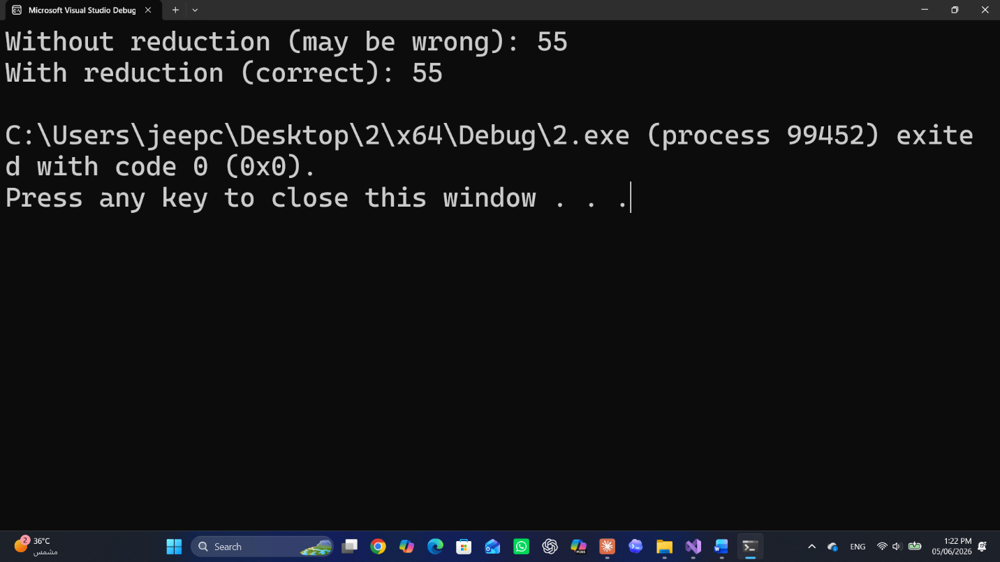 Microsoft Visual Studio Debug
Without reduction (may be wrong): 55
With reduction (correct): 55
C:\Users\jeepc\Desktop\2\x64\Debug\2.exe (process 99452) exite
d with code 0 (0x0).
Press any key to close this window . . .
2
36°C
مشمس
Search
M365
ENG
1:22 PM
05/06/2026